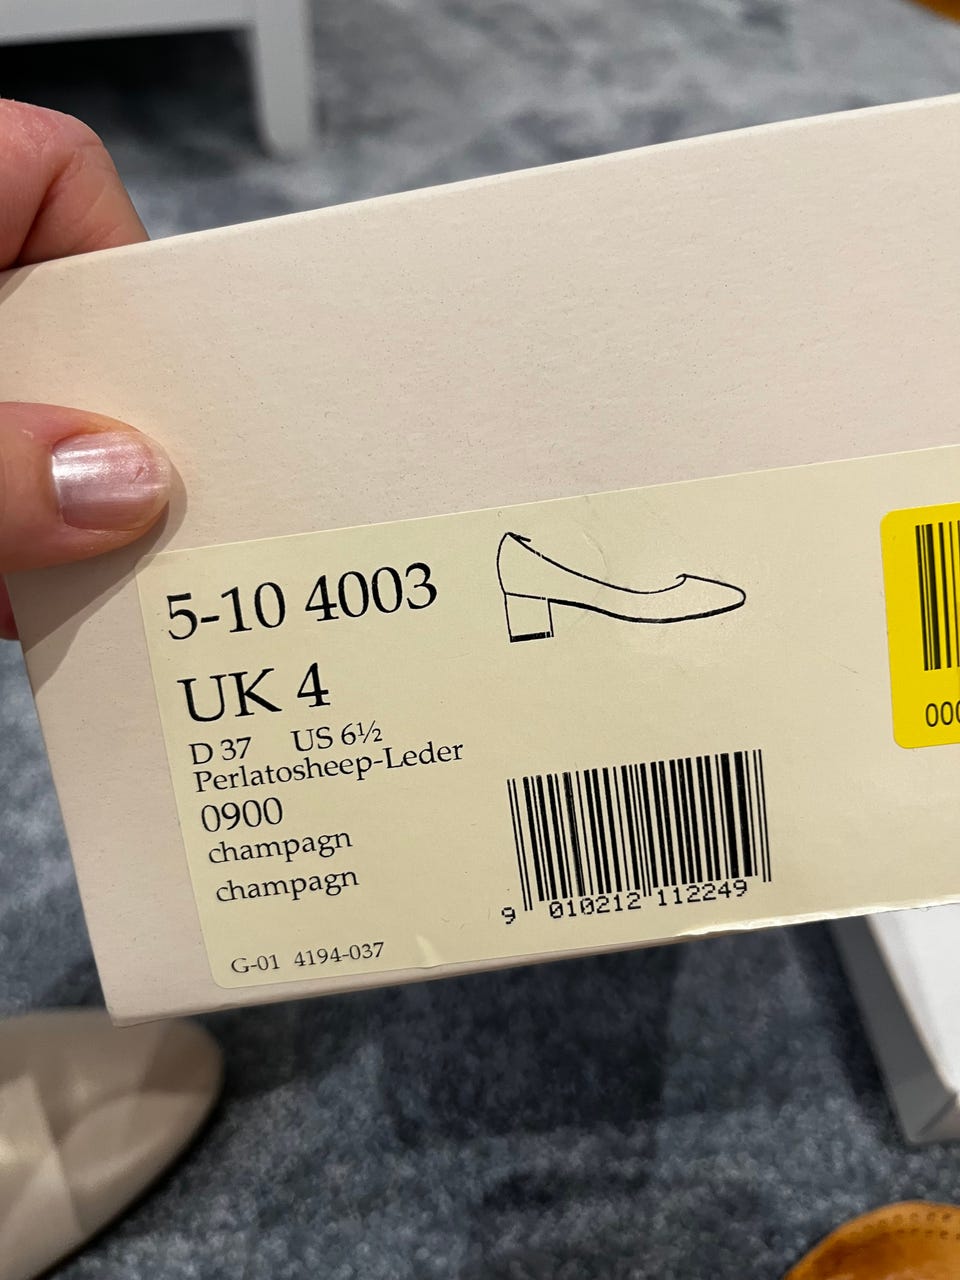 5-10 4003
UK 4
D 37 US 6½
Perlatosheep-Leder
0900
champagn
champagn
G-01 4194-037
9 010212 112249
000